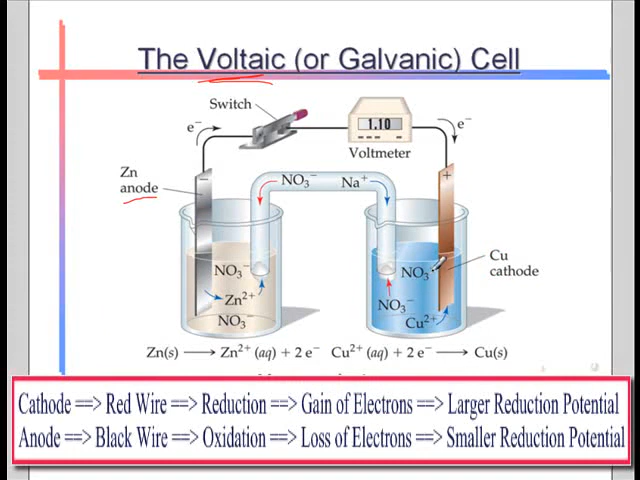 The Voltaic (or Galvanic) Cell
Switch
e⁻
1.10
e⁻
Voltmeter
Zn
anode
−
NO₃⁻
Na⁺
+
Cu
cathode
NO₃⁻
NO₃⁻
Zn²⁺
NO₃⁻
NO₃⁻
Cu²⁺
Zn(s) ⟶ Zn²⁺ (aq) + 2 e⁻ Cu²⁺ (aq) + 2 e⁻ ⟶ Cu(s)
Cathode ==> Red Wire ==> Reduction ==> Gain of Electrons ==> Larger Reduction Potential
Anode ==> Black Wire ==> Oxidation ==> Loss of Electrons ==> Smaller Reduction Potential